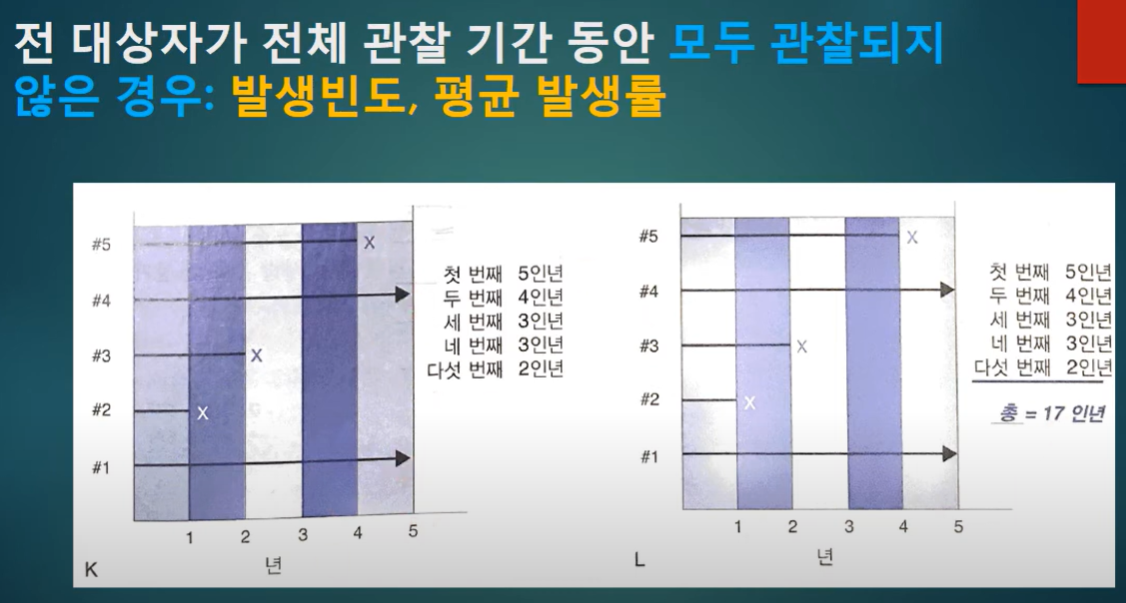 전 대상자가 전체 관찰 기간 동안 모두 관찰되지
않은 경우: 발생빈도, 평균 발생률
#5
X
#4
#3
X
#2
X
#1
1 2 3 4 5
년
K
첫 번째 5인년
두 번째 4인년
세 번째 3인년
네 번째 3인년
다섯 번째 2인년
#5
X
#4
#3
X
#2
X
#1
1 2 3 4 5
년
L
첫 번째 5인년
두 번째 4인년
세 번째 3인년
네 번째 3인년
다섯 번째 2인년
총 = 17 인년